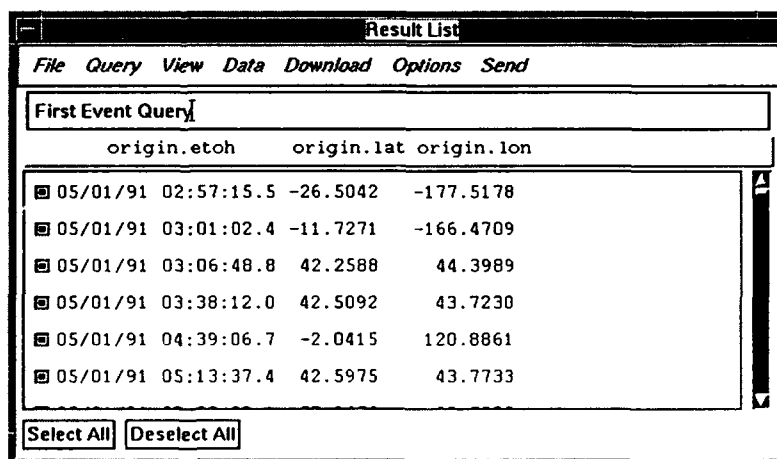 Result List
File Query View Data Download Options Send
First Event Query
origin.etoh origin.lat origin.lon
05/01/91 02:57:15.5 -26.5042 -177.5178
05/01/91 03:01:02.4 -11.7271 -166.4709
05/01/91 03:06:48.8 42.2588 44.3989
05/01/91 03:38:12.0 42.5092 43.7230
05/01/91 04:39:06.7 -2.0415 120.8861
05/01/91 05:13:37.4 42.5975 43.7733
Select All Deselect All